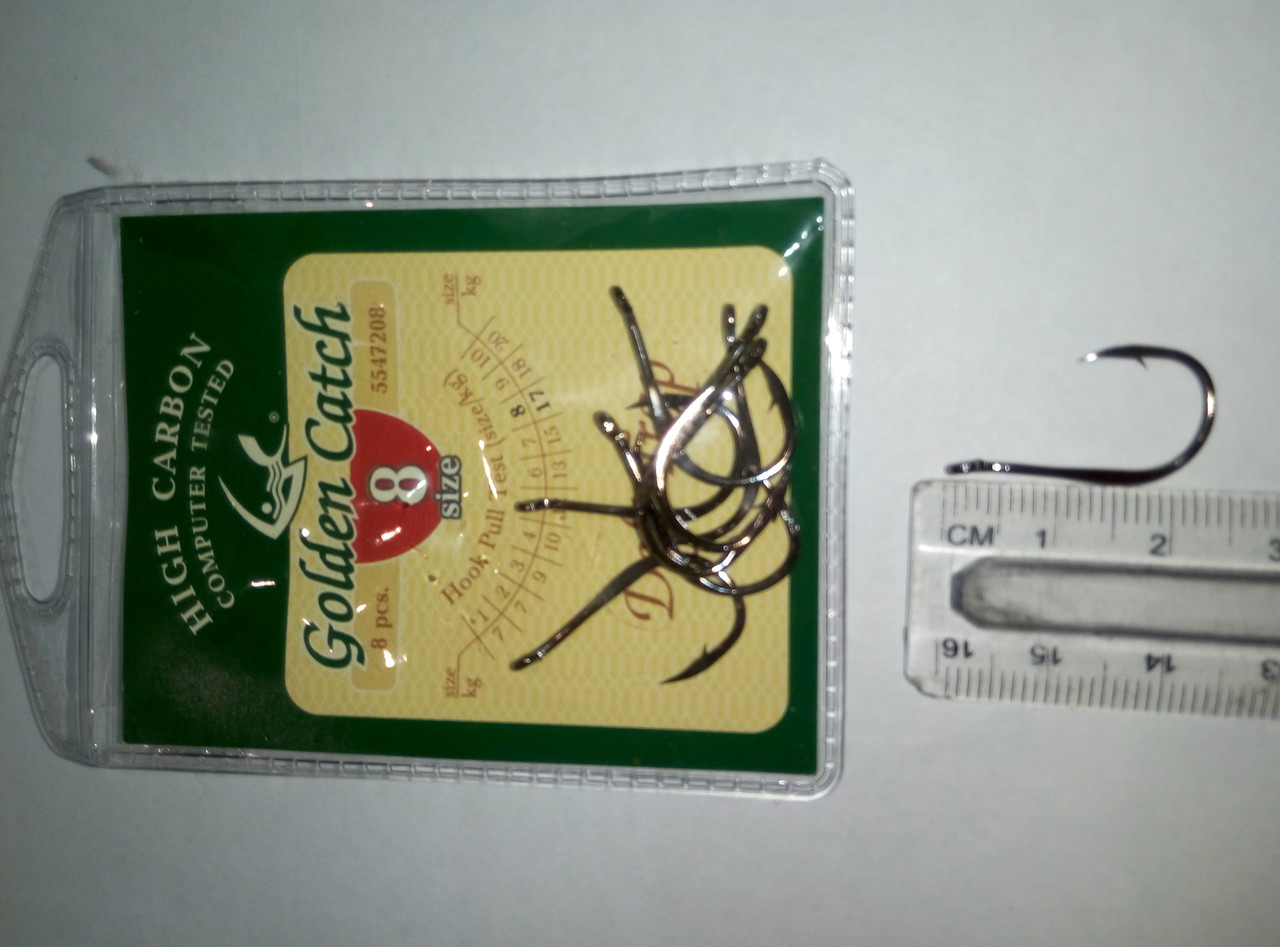 HIGH CARBON
COMPUTER TESTED
®
Golden Catch
8 pcs. 8 5547208
size
Hook Pull Test (size/kg)
size 1 2 3 4 6 7 8 9 10 size
kg 7 7 9 10 13 15 17 18 20 kg
CM 1 2 3
16 15 14